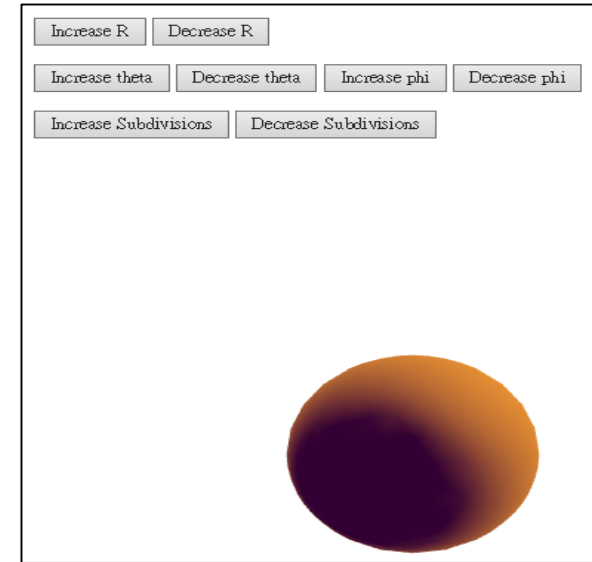 Increase R Decrease R
Increase theta Decrease theta Increase phi Decrease phi
Increase Subdivisions Decrease Subdivisions